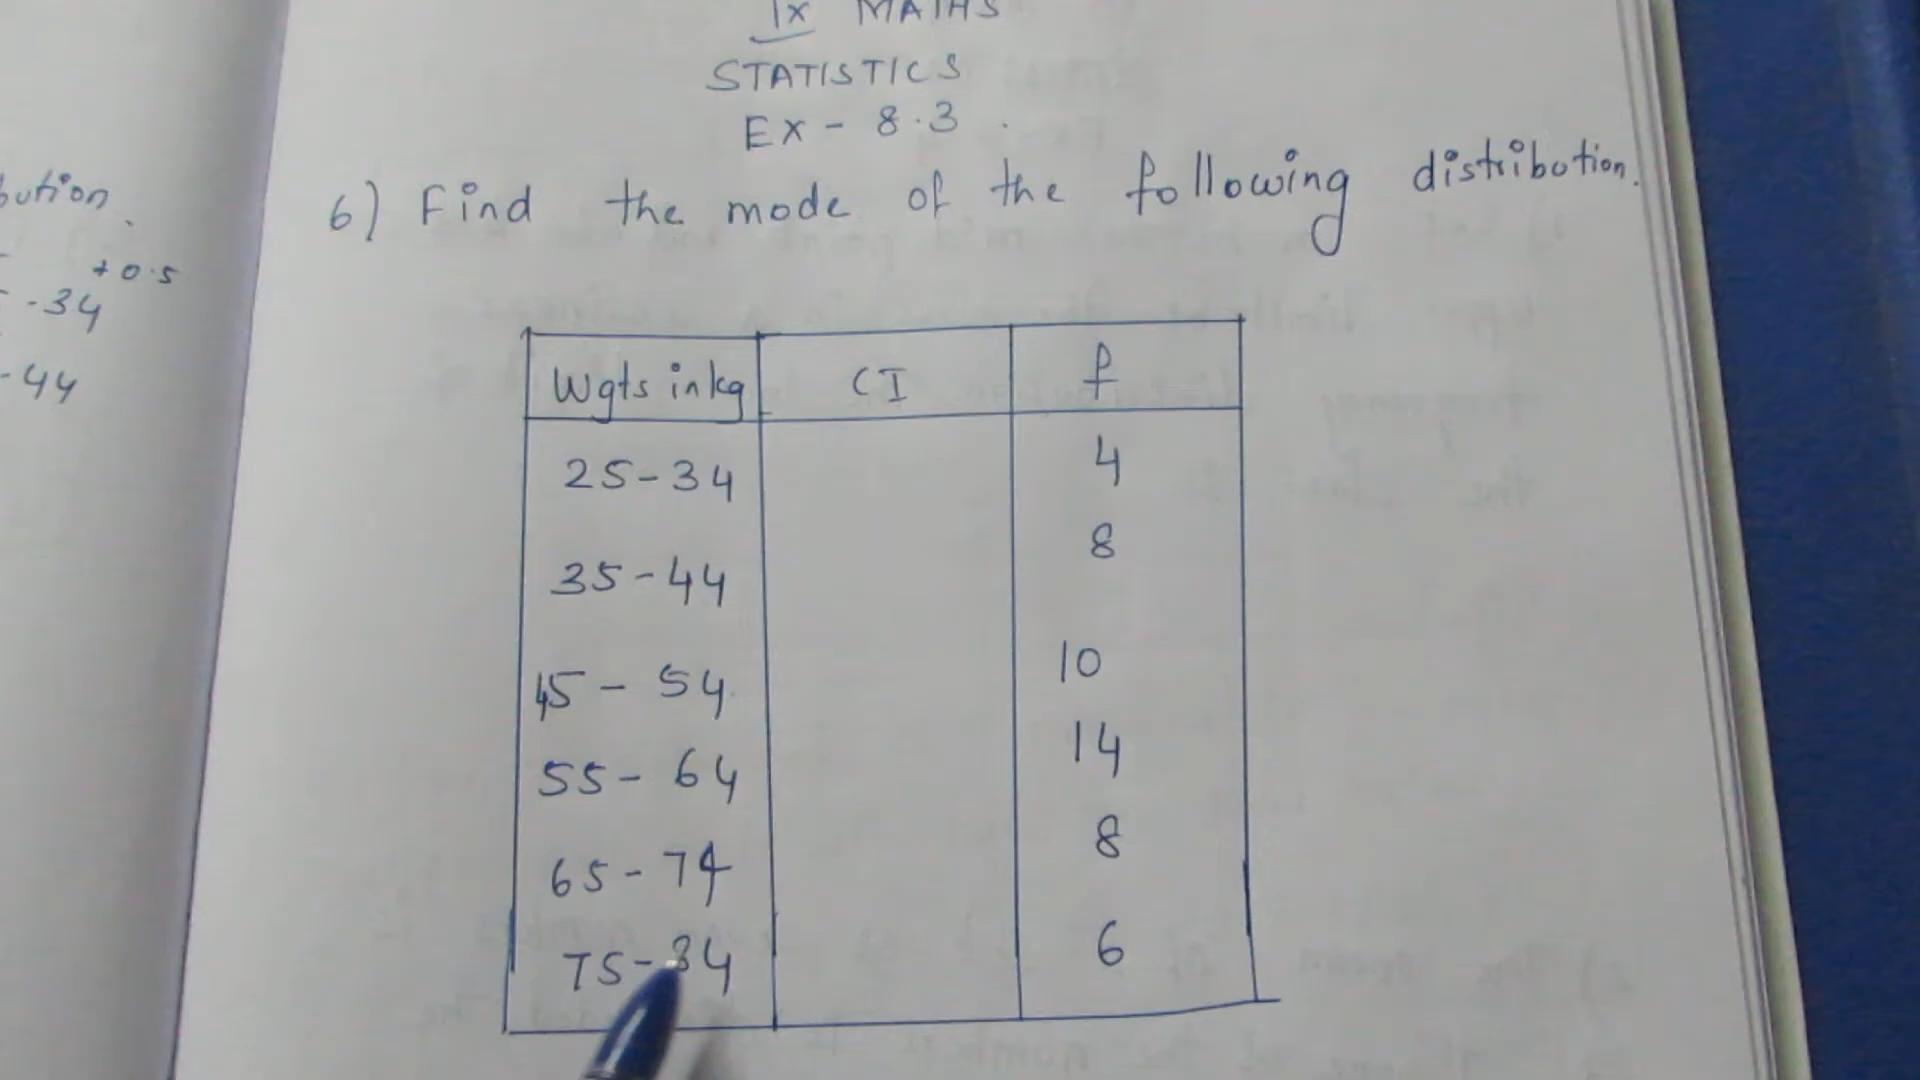 IX MATHS
STATISTICS
EX - 8.3 .
6) Find the mode of the following distribution.
Wgts in kg CI f
25-34 4
35-44 8
45 - 54 10
55 - 64 14
65 - 74 8
75-84 6
bution
+0.5
-34
-44